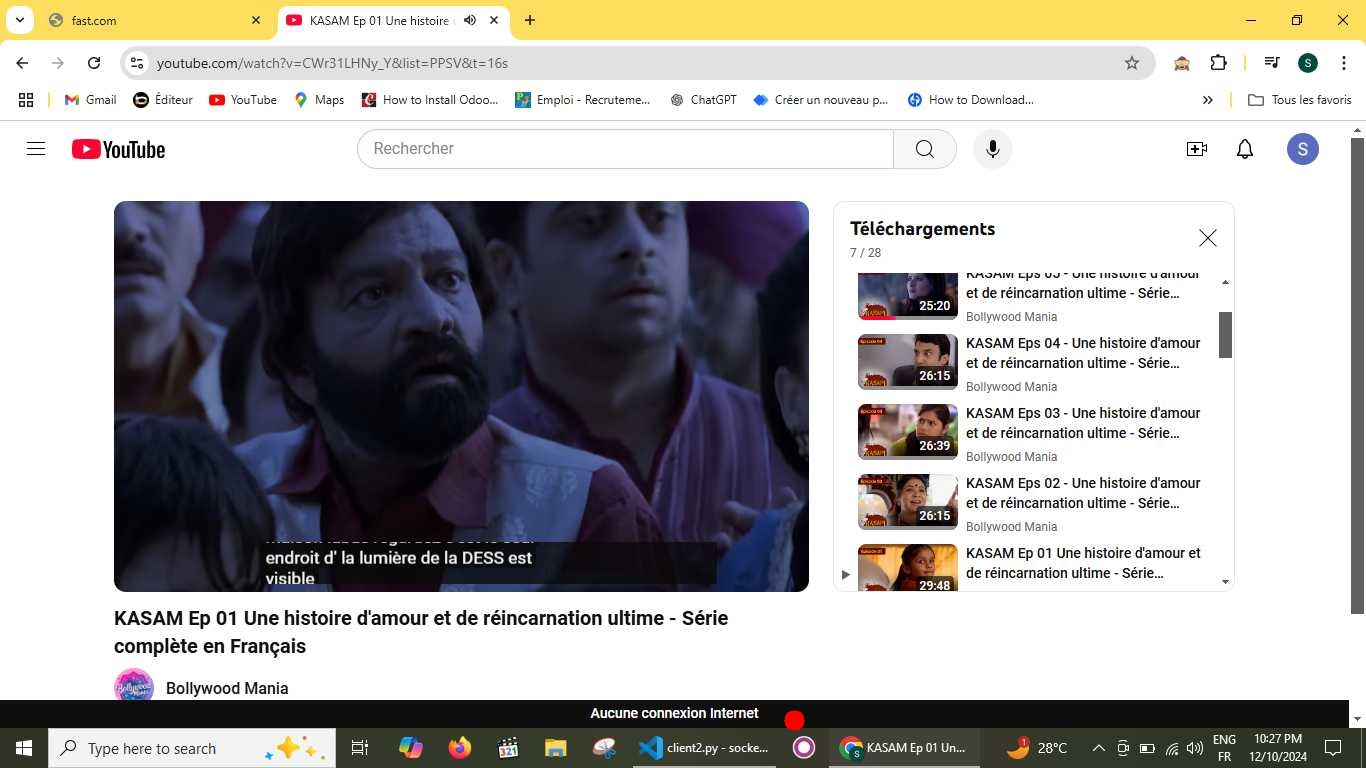 fast.com
KASAM Ep 01 Une histoire
youtube.com/watch?v=CWr31LHNy_Y&list=PPSV&t=16s
S
Gmail
Éditeur
YouTube
Maps
How to Install Odoo...
Emploi - Recruteme...
ChatGPT
Créer un nouveau p...
How to Download...
Tous les favoris
YouTube
Rechercher
S
endroit d' la lumière de la DESS est
visible
Téléchargements
7 / 28
KASAM Eps 05 - Une histoire d'amour
et de réincarnation ultime - Série...
25:20
Bollywood Mania
KASAM Eps 04 - Une histoire d'amour
et de réincarnation ultime - Série...
26:15
Bollywood Mania
KASAM Eps 03 - Une histoire d'amour
et de réincarnation ultime - Série...
26:39
Bollywood Mania
KASAM Eps 02 - Une histoire d'amour
et de réincarnation ultime - Série...
26:15
Bollywood Mania
KASAM Ep 01 Une histoire d'amour et
de réincarnation ultime - Série...
29:48
KASAM Ep 01 Une histoire d'amour et de réincarnation ultime - Série
complète en Français
Bollywood Mania
Aucune connexion Internet
Type here to search
client2.py - socke...
KASAM Ep 01 Un...
1
28°C
ENG
FR
10:27 PM
12/10/2024